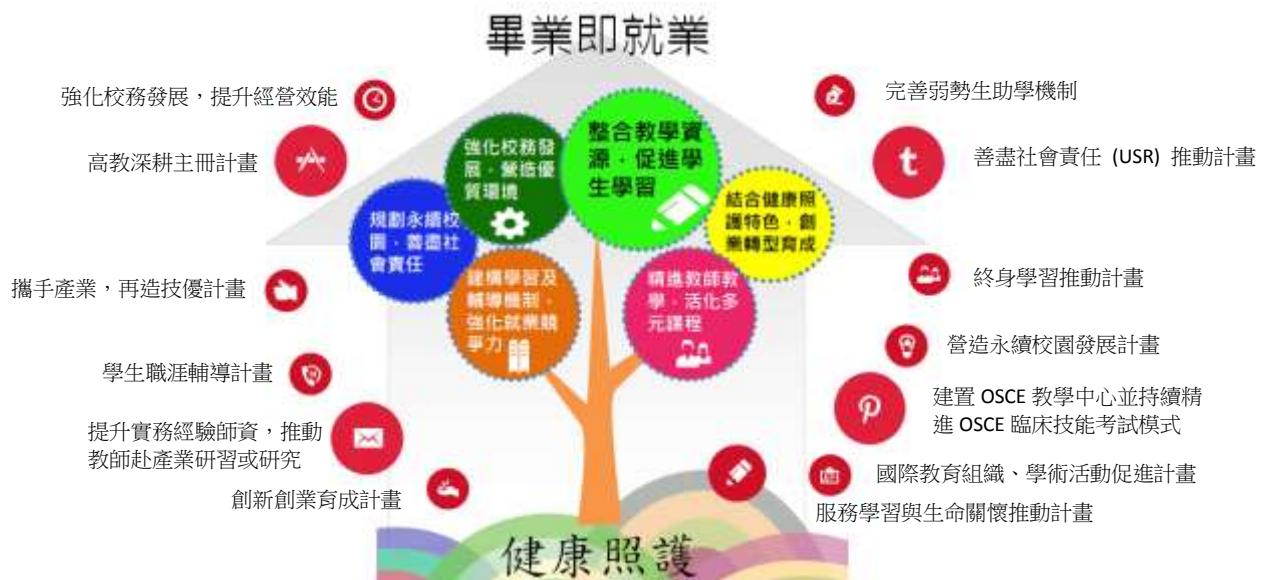 畢業即就業
強化校務發展，提升經營效能
高教深耕主冊計畫
攜手產業，再造技優計畫
學生職涯輔導計畫
提升實務經驗師資，推動
教師赴產業研習或研究
創新創業育成計畫
規劃永續校
園．善盡社
會責任
強化校務發
展．營造優
質環境
整合教學資
源．促進學
生學習
結合健康照
護特色．創
業轉型育成
建構學習及
輔導機制．
強化就業競
爭力
精進教師教
學．活化多
元課程
完善弱勢生助學機制
善盡社會責任 (USR) 推動計畫
終身學習推動計畫
營造永續校園發展計畫
建置 OSCE 教學中心並持續精
進 OSCE 臨床技能考試模式
國際教育組織、學術活動促進計畫
服務學習與生命關懷推動計畫
健康照護